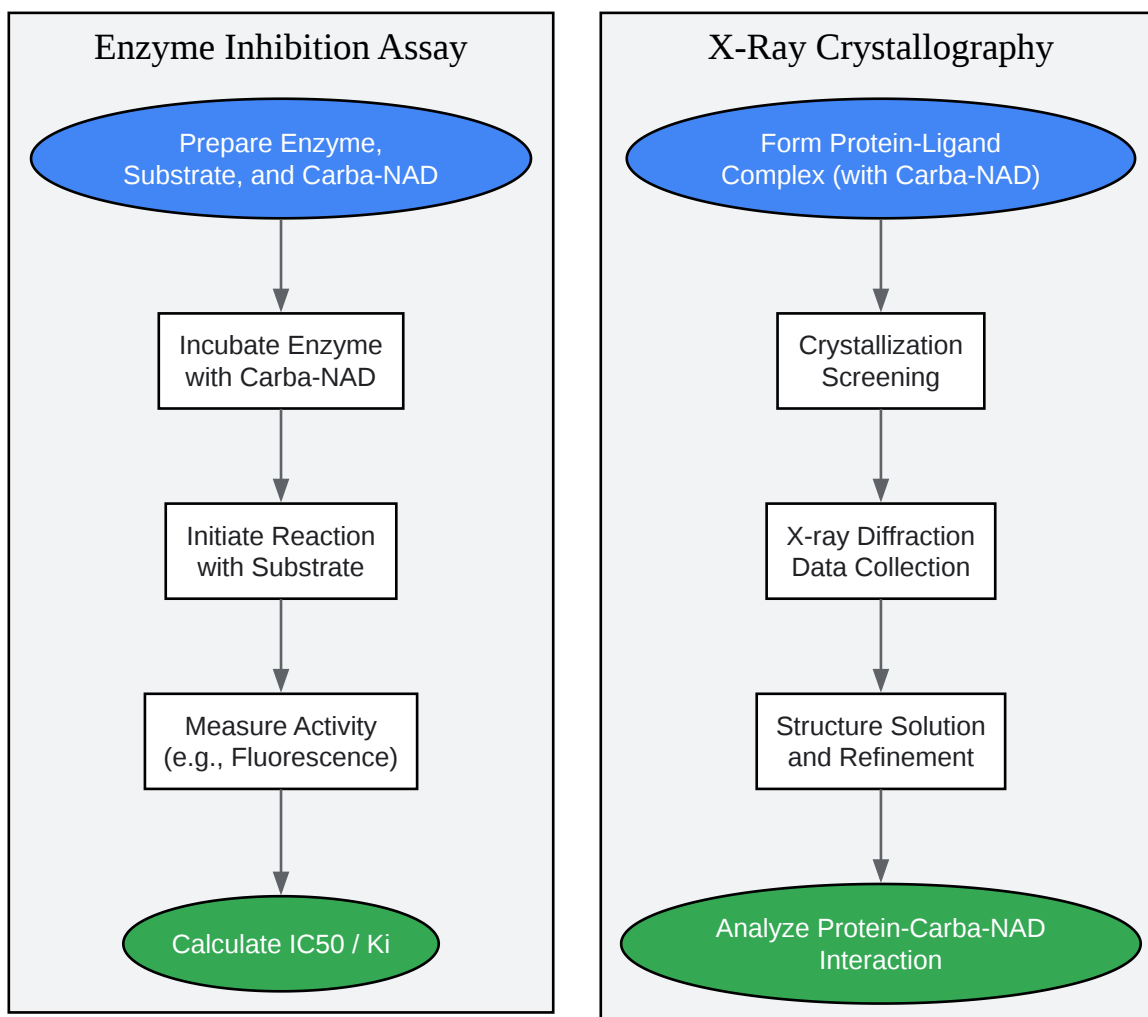 Enzyme Inhibition Assay
Prepare Enzyme,
Substrate, and Carba-NAD
Incubate Enzyme
with Carba-NAD
Initiate Reaction
with Substrate
Measure Activity
(e.g., Fluorescence)
Calculate IC50 / Ki
X-Ray Crystallography
Form Protein-Ligand
Complex (with Carba-NAD)
Crystallization
Screening
X-ray Diffraction
Data Collection
Structure Solution
and Refinement
Analyze Protein-Carba-NAD
Interaction